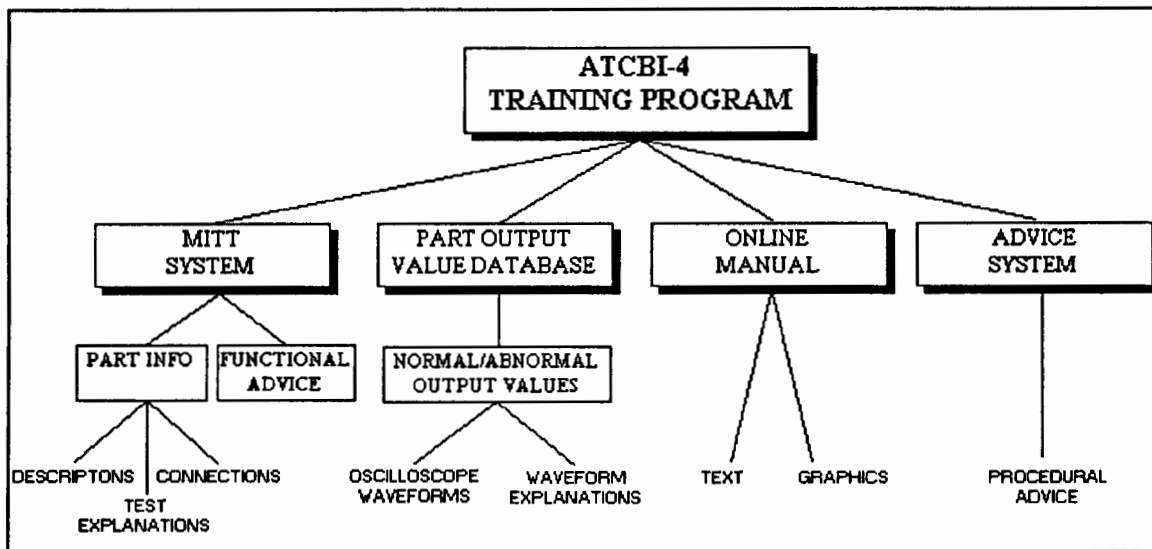 ATCBI-4
TRAINING PROGRAM
MITT
SYSTEM
PART OUTPUT
VALUE DATABASE
ONLINE
MANUAL
ADVICE
SYSTEM
PART INFO
FUNCTIONAL
ADVICE
NORMAL/ABNORMAL
OUTPUT VALUES
DESCRIPTONS
TEST
EXPLANATIONS
CONNECTIONS
OSCILLOSCOPE
WAVEFORMS
WAVEFORM
EXPLANATIONS
TEXT
GRAPHICS
PROCEDURAL
ADVICE